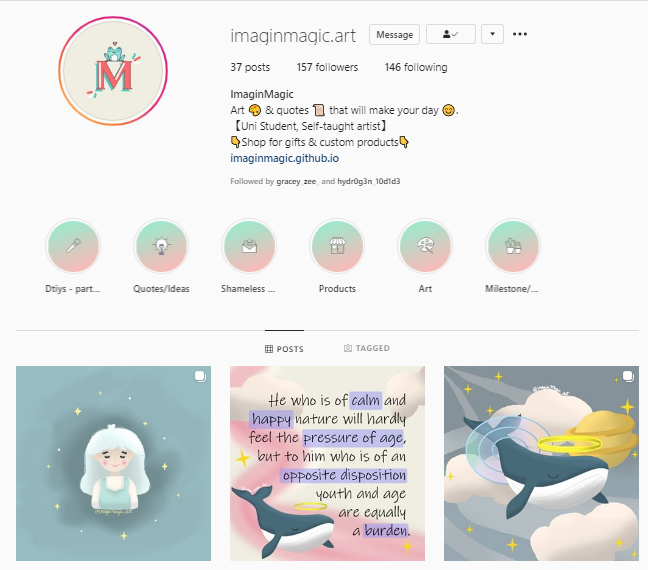 imaginmagic.art Message
37 posts 157 followers 146 following
ImaginMagic
Art 🎨 & quotes 📜 that will make your day 😊.
【Uni Student, Self-taught artist】
👇Shop for gifts & custom products👇
imaginmagic.github.io
Followed by gracey_zee_ and hydr0g3n_10d1d3
M
Dtiys - part... Quotes/Ideas Shameless ... Products Art Milestone/...
POSTS TAGGED
He who is of calm and
happy nature will hardly
feel the pressure of age,
but to him who is of an
opposite disposition
youth and age
are equally
a burden.